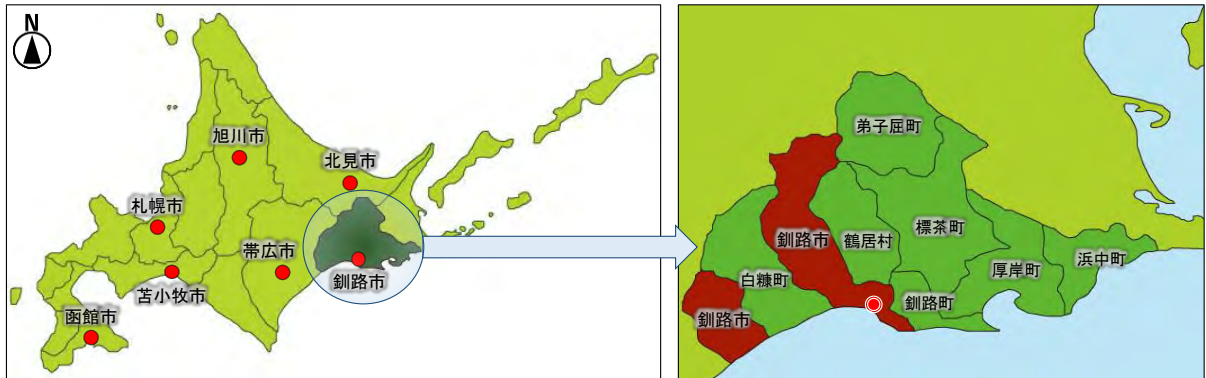 N
旭川市
北見市
札幌市
帯広市
釧路市
苫小牧市
函館市
弟子屈町
釧路市
鶴居村
標茶町
浜中町
厚岸町
白糠町
釧路町
釧路市